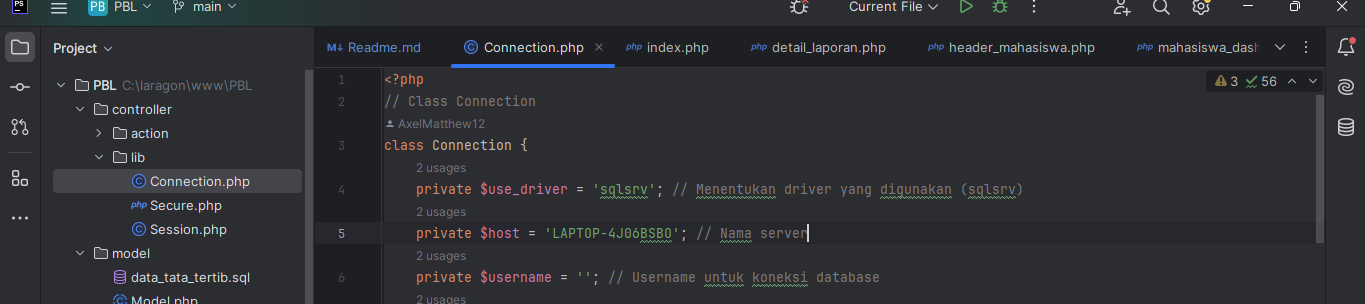 PS
PB PBL
main
Current File
Project
Readme.md
Connection.php
index.php
detail_laporan.php
header_mahasiswa.php
PBL C:\laragon\www\PBL
controller
action
lib
Connection.php
Secure.php
Session.php
model
data_tata_tertib.sql
Model.php
3 56
1 <?php
2 // Class Connection
AxelMatthew12
3 class Connection {
2 usages
4 private $use_driver = 'sqlsrv'; // Menentukan driver yang digunakan (sqlsrv)
2 usages
5 private $host = 'LAPTOP-4J06BSBO'; // Nama server
2 usages
6 private $username = ''; // Username untuk koneksi database
2 usages